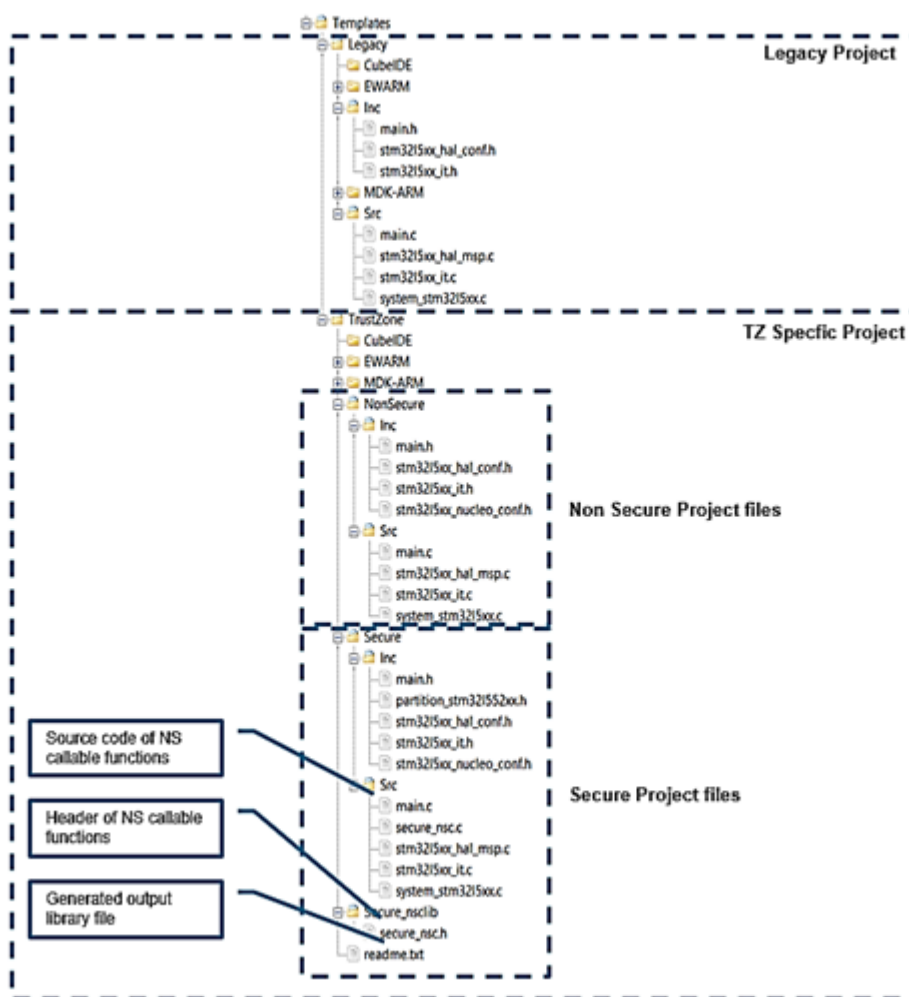 Templates
Legacy
Legacy Project
CubeIDE
EWARM
Inc
main.h
stm32l5xx_hal_conf.h
stm32l5xx_it.h
MDK-ARM
Src
main.c
stm32l5xx_hal_msp.c
stm32l5xx_it.c
system_stm32l5xx.c
TrustZone
TZ Specfic Project
CubeIDE
EWARM
MDK-ARM
NonSecure
Inc
main.h
stm32l5xx_hal_conf.h
stm32l5xx_it.h
stm32l5xx_nucleo_conf.h
Non Secure Project files
Src
main.c
stm32l5xx_hal_msp.c
stm32l5xx_it.c
system_stm32l5xx.c
Secure
Inc
main.h
partition_stm32l552xx.h
stm32l5xx_hal_conf.h
stm32l5xx_it.h
stm32l5xx_nucleo_conf.h
Src
Secure Project files
main.c
secure_nsc.c
stm32l5xx_hal_msp.c
stm32l5xx_it.c
system_stm32l5xx.c
Secure_nsclib
secure_nsc.h
readme.txt
Source code of NS
callable functions
Header of NS callable
functions
Generated output
library file